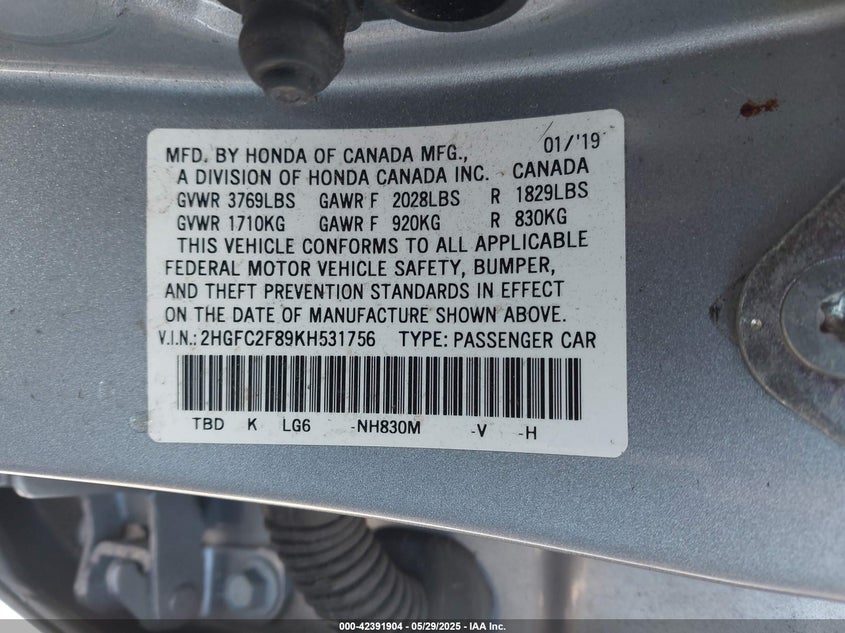 MFD. BY HONDA OF CANADA MFG., 01/'19
A DIVISION OF HONDA CANADA INC. CANADA
GVWR 3769LBS GAWR F 2028LBS R 1829LBS
GVWR 1710KG GAWR F 920KG R 830KG
THIS VEHICLE CONFORMS TO ALL APPLICABLE
FEDERAL MOTOR VEHICLE SAFETY, BUMPER,
AND THEFT PREVENTION STANDARDS IN EFFECT
ON THE DATE OF MANUFACTURE SHOWN ABOVE.
V.I.N.: 2HGFC2F89KH531756 TYPE: PASSENGER CAR
TBD K LG6 -NH830M -V -H
000-42391904 — 05/29/2025 — IAA Inc.